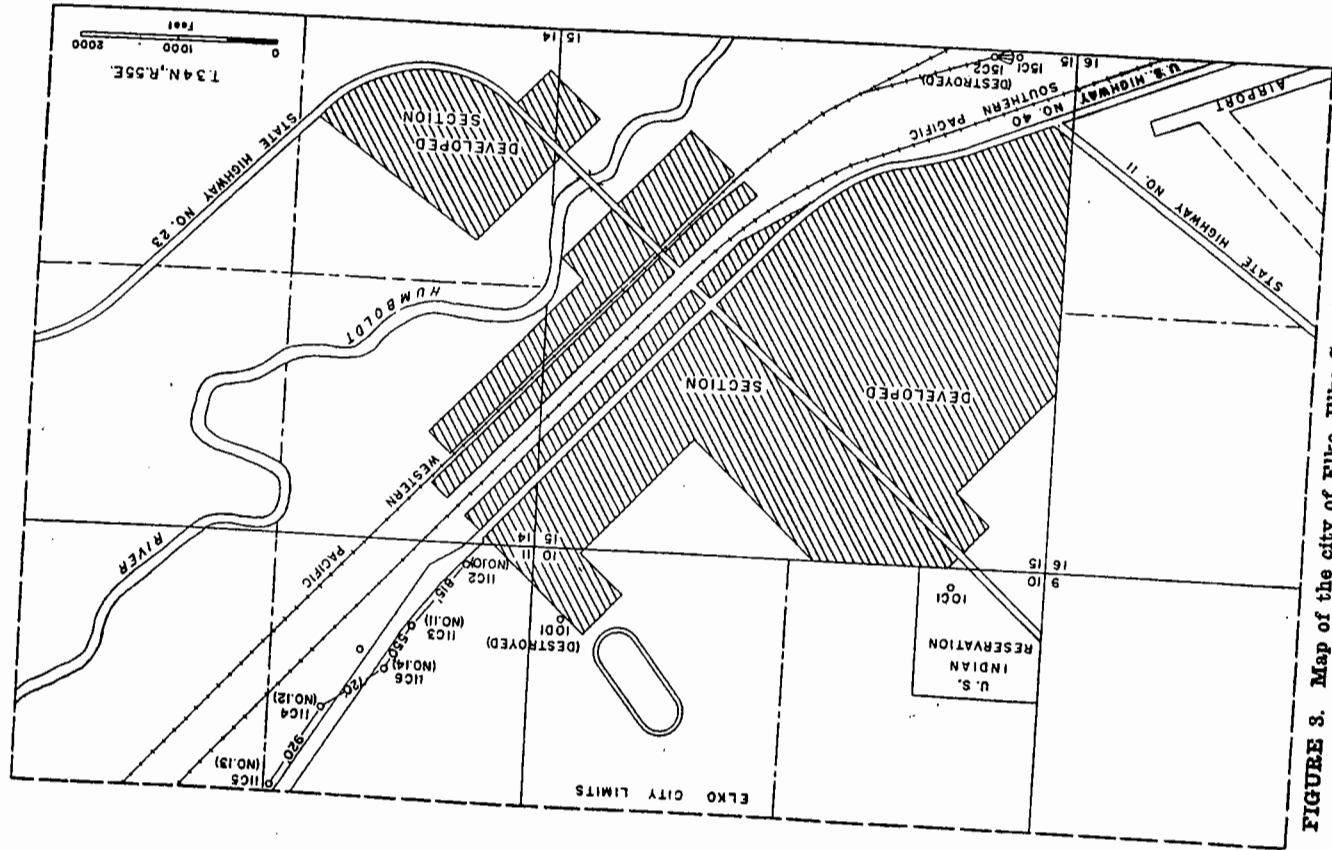 ELKO CITY LIMITS
11C5
(NO.13)
920
11C4
(NO.12)
720
11C6
(NO.14)
550
11C3
(NO.11)
815'
11C2
(NO.10)
10D1
(DESTROYED)
U.S.
INDIAN
RESERVATION
10C1
9 10
16 15
10 11
15 14
PACIFIC
WESTERN
RIVER
HUMBOLDT
DEVELOPED
SECTION
STATE HIGHWAY NO. 11
AIRPORT
U.S. HIGHWAY
NO. 40
SOUTHERN PACIFIC
(DESTROYED)
15C1
15C2
16 15
15 14
DEVELOPED
SECTION
STATE HIGHWAY NO. 23
T.34N., R.55E.
0 1000 2000
Feet
FIGURE 3. Map of the city of Elko,